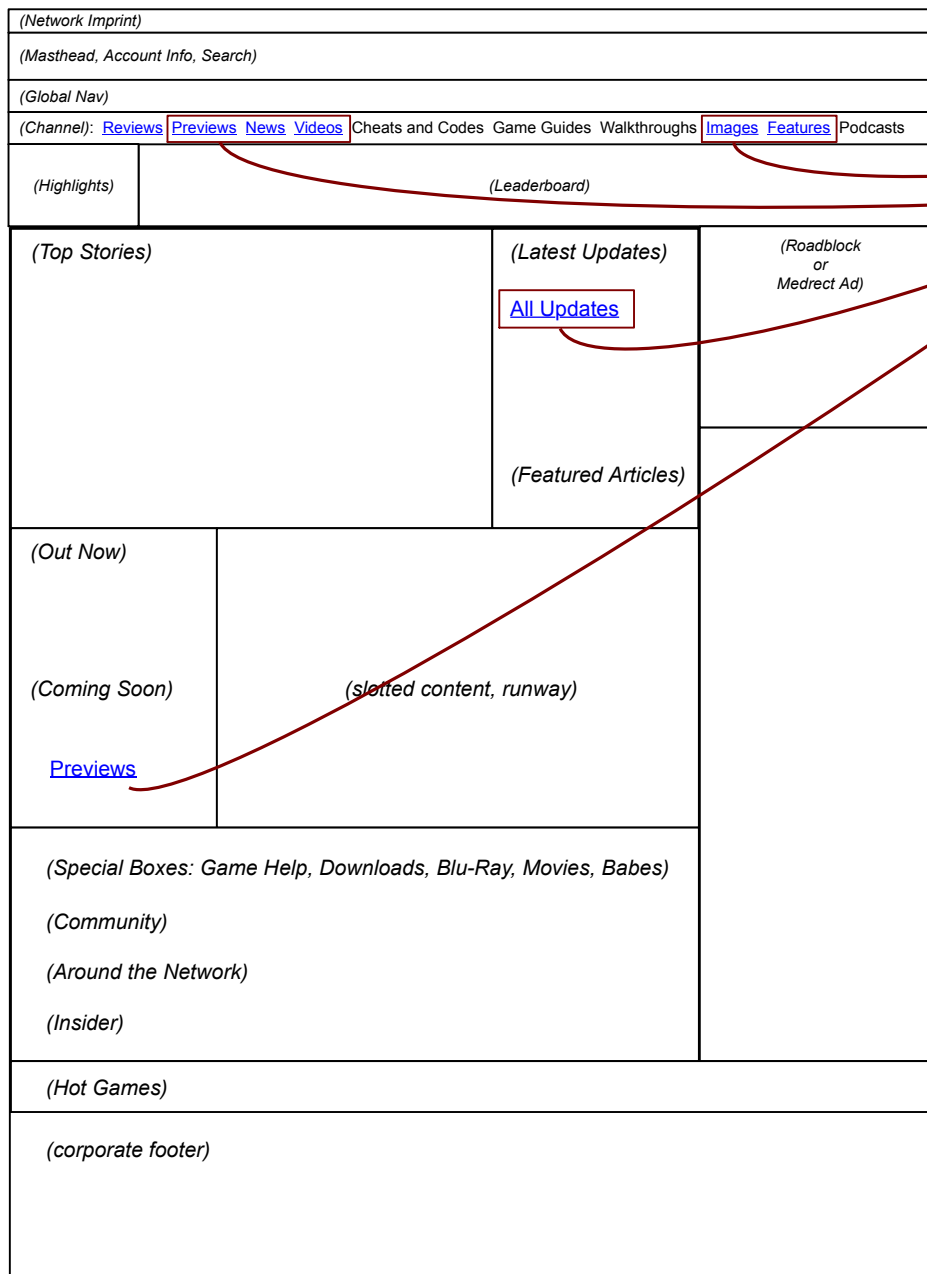 (Network Imprint)
(Masthead, Account Info, Search)
(Global Nav)
(Channel): Reviews Previews News Videos Cheats and Codes Game Guides Walkthroughs Images Features Podcasts
(Highlights)
(Leaderboard)
(Top Stories)
(Latest Updates)
All Updates
(Featured Articles)
(Roadblock
or
Medrect Ad)
(Out Now)
(Coming Soon)
Previews
(slotted content, runway)
(Special Boxes: Game Help, Downloads, Blu-Ray, Movies, Babes)
(Community)
(Around the Network)
(Insider)
(Hot Games)
(corporate footer)